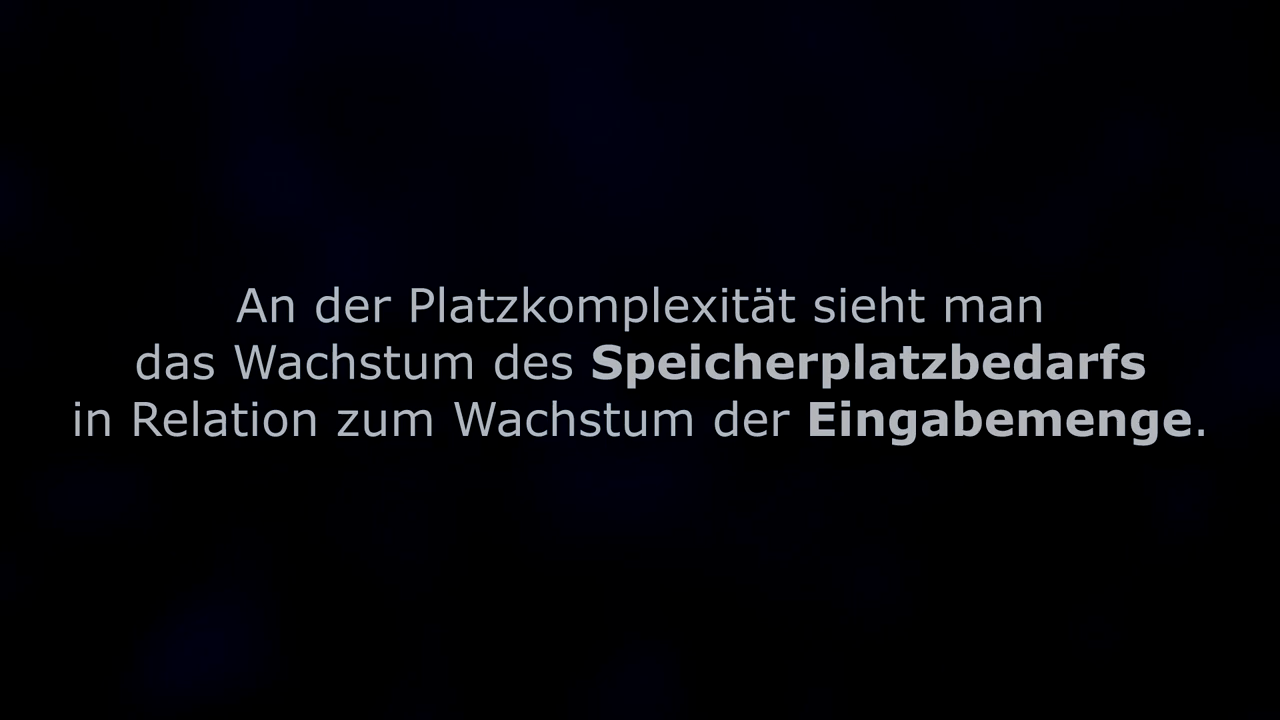 An der Platzkomplexität sieht man
das Wachstum des Speicherplatzbedarfs
in Relation zum Wachstum der Eingabemenge.